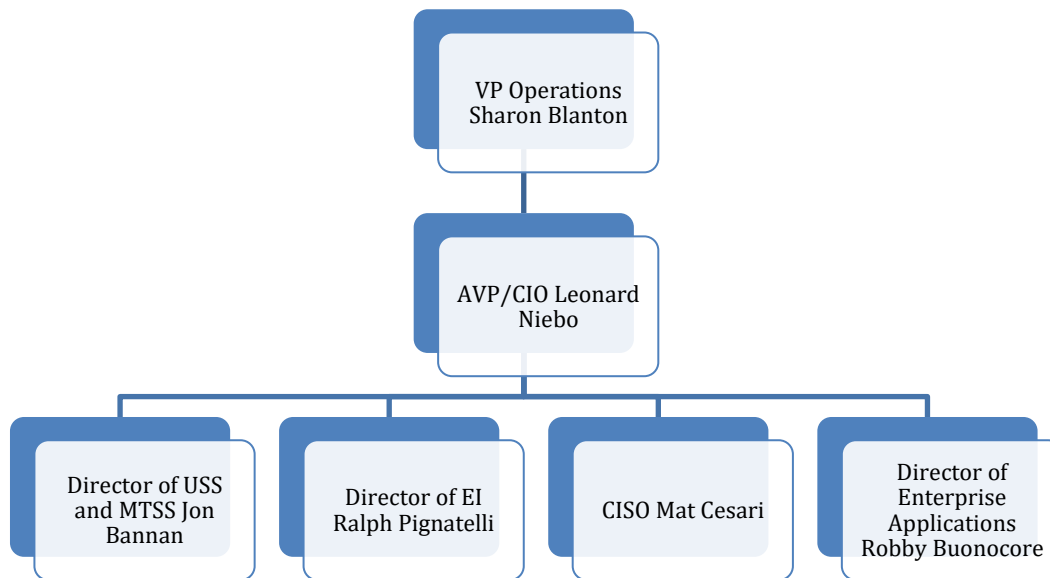 VP Operations
Sharon Blanton
AVP/CIO Leonard
Niebo
Director of USS
and MTSS Jon
Bannan
Director of EI
Ralph Pignatelli
CISO Mat Cesari
Director of
Enterprise
Applications
Robby Buonocore